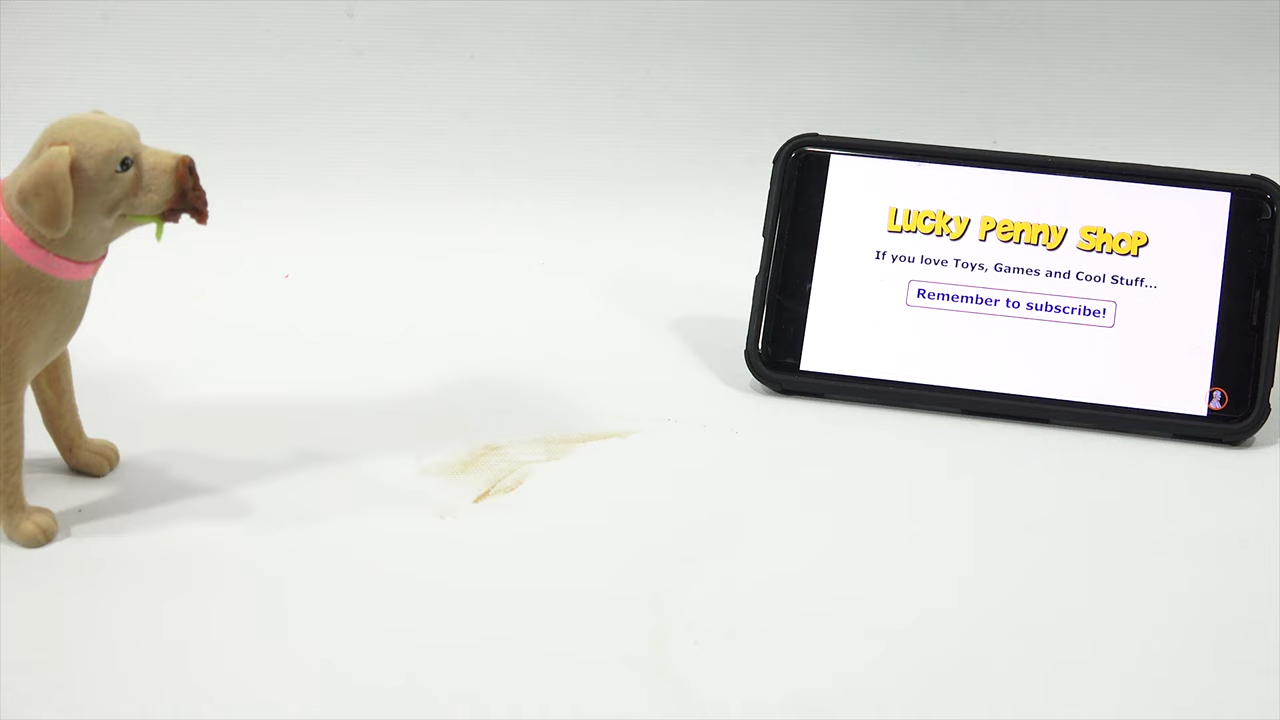 Lucky Penny Shop
If you love Toys, Games and Cool Stuff...
Remember to subscribe!